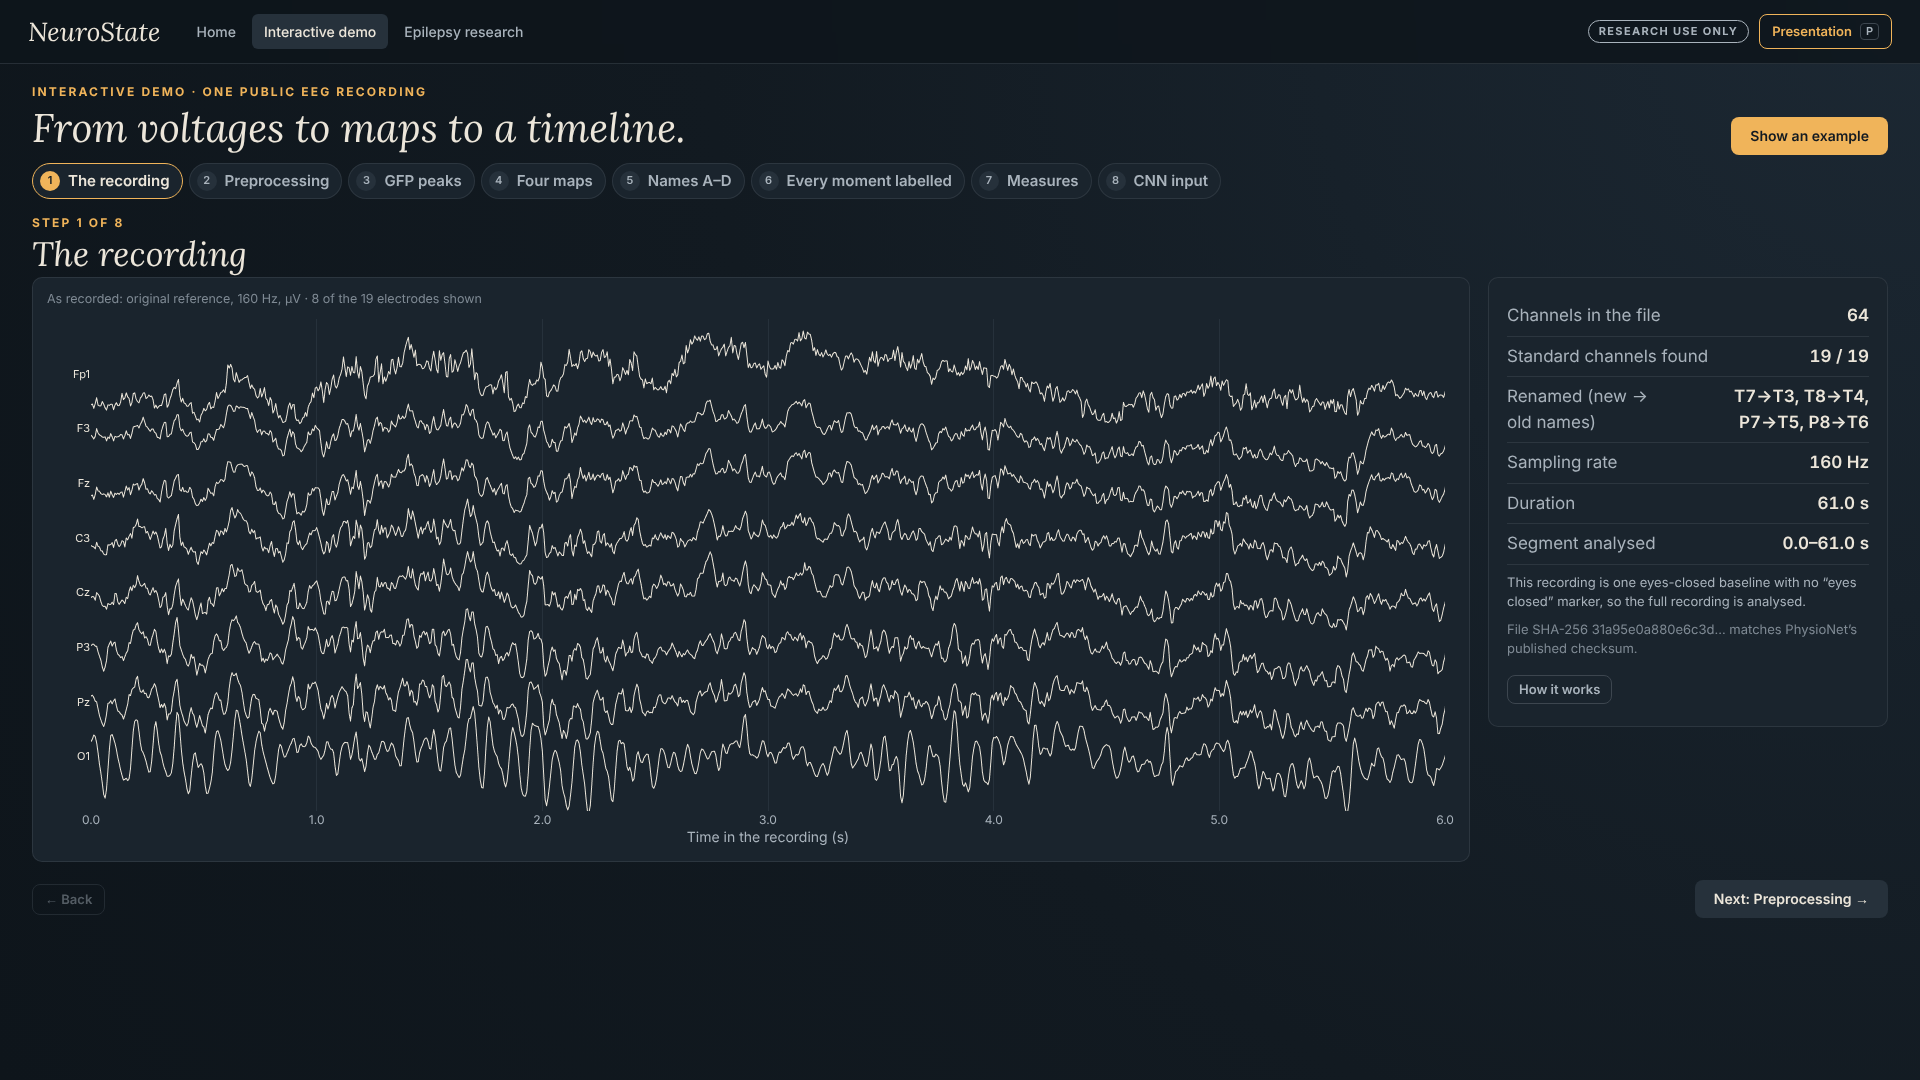 NeuroState
Home
Interactive demo
Epilepsy research
RESEARCH USE ONLY
Presentation P
INTERACTIVE DEMO · ONE PUBLIC EEG RECORDING
From voltages to maps to a timeline.
Show an example
1 The recording
2 Preprocessing
3 GFP peaks
4 Four maps
5 Names A–D
6 Every moment labelled
7 Measures
8 CNN input
STEP 1 OF 8
The recording
As recorded: original reference, 160 Hz, µV · 8 of the 19 electrodes shown
Fp1
F3
Fz
C3
Cz
P3
Pz
O1
0.0 1.0 2.0 3.0 4.0 5.0 6.0
Time in the recording (s)
Channels in the file 64
Standard channels found 19 / 19
Renamed (new → T7→T3, T8→T4,
old names) P7→T5, P8→T6
Sampling rate 160 Hz
Duration 61.0 s
Segment analysed 0.0–61.0 s
This recording is one eyes-closed baseline with no “eyes
closed” marker, so the full recording is analysed.
File SHA-256 31a95e0a880e6c3d… matches PhysioNet’s
published checksum.
How it works
← Back
Next: Preprocessing →